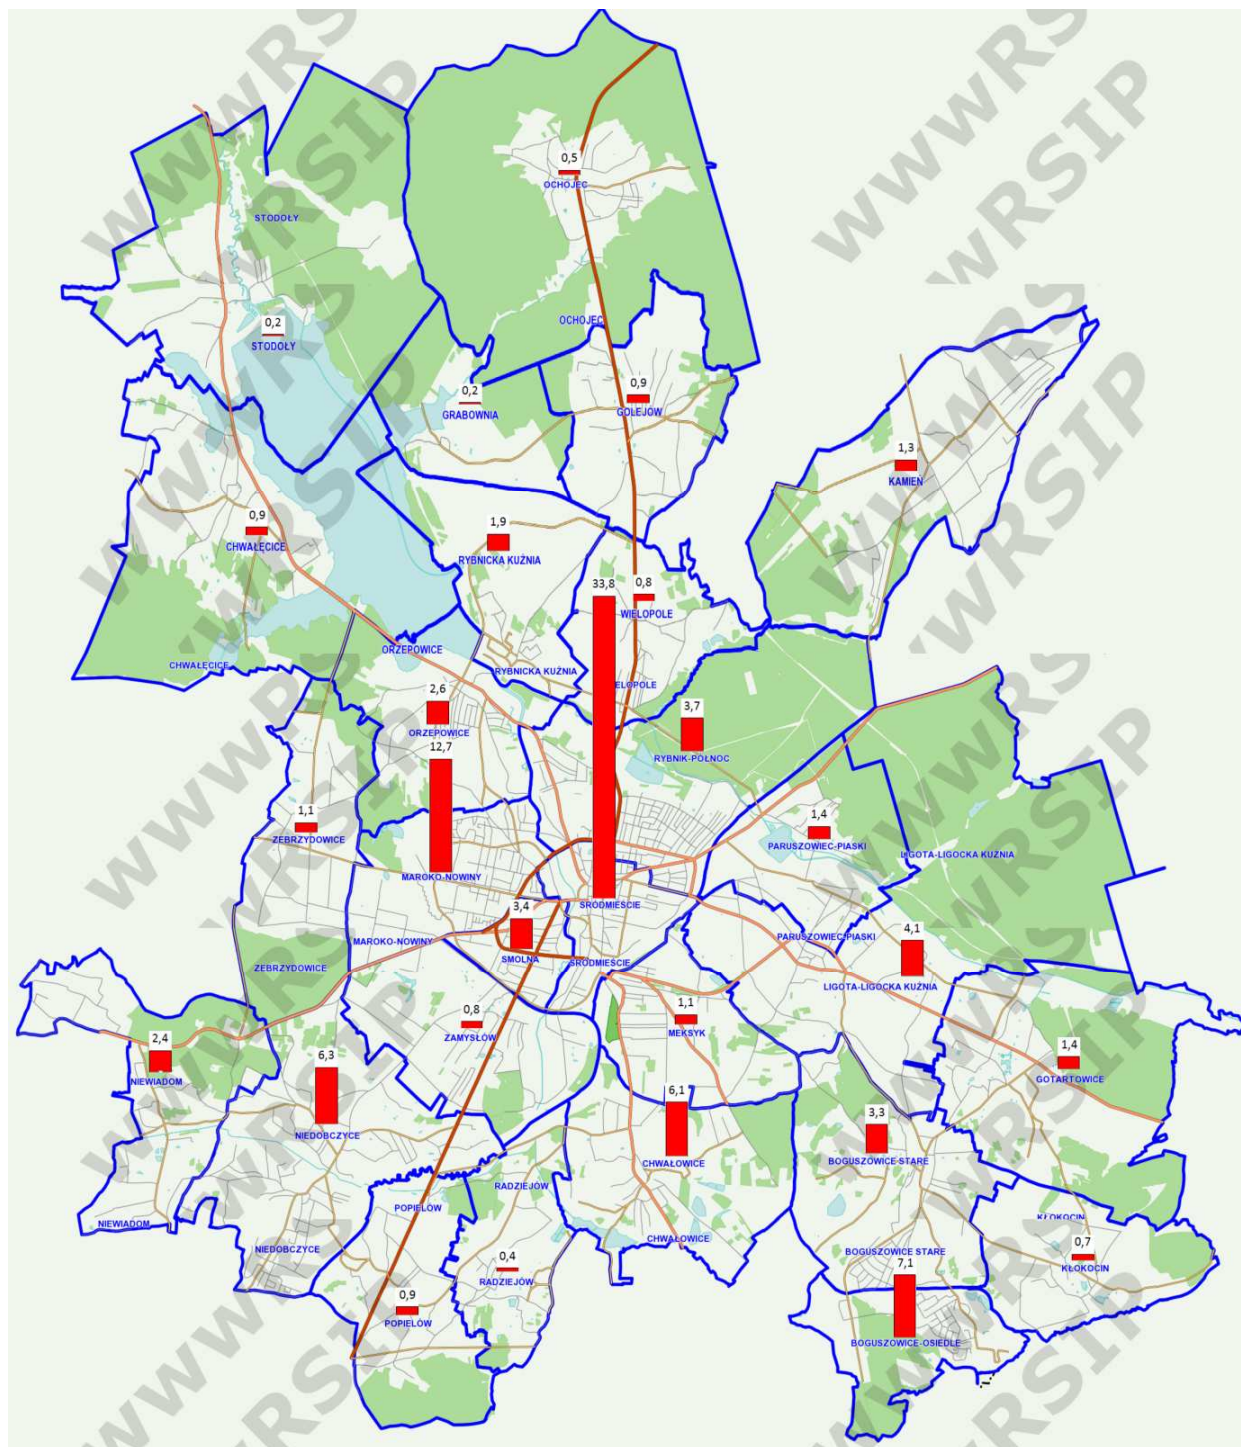 wwwRSIP
wwwRSIP
0,5
OCHOJEC
STODOŁY
0,2
STODOŁY
OCHOJEC
0,2
GRABOWNIA
0,9
GOLEJÓW
1,3
KAMIEŃ
0,9
CHWAŁĘCICE
1,9
RYBNICKA KUŹNIA
33,8
0,8
WIELOPOLE
CHWAŁĘCICE
ORZEPOWICE
RYBNICKA KUŹNIA
IELOPOLE
2,6
ORZEPOWICE
3,7
RYBNIK-PÓŁNOC
12,7
1,1
ZEBRZYDOWICE
1,4
PARUSZOWIEC-PIASKI
LIGOTA-LIGOCKA KUŹNIA
MAROKO-NOWINY
ŚRÓDMIEŚCIE
3,4
SMOLNA
MAROKO-NOWINY
PARUSZOWIEC-PIASKI
4,1
LIGOTA-LIGOCKA KUŹNIA
ZEBRZYDOWICE
ŚRÓDMIEŚCIE
0,8
ZAMYSŁÓW
1,1
MEKSYK
2,4
NIEWIADOM
6,3
NIEDOBCZYCE
1,4
GOTARTOWICE
6,1
CHWAŁOWICE
3,3
BOGUSZOWICE-STARE
RADZIEJÓW
POPIELÓW
NIEWIADOM
KŁOKOCIN
NIEDOBCZYCE
CHWAŁOWICE
BOGUSZOWICE STARE
0,4
RADZIEJÓW
0,7
KŁOKOCIN
7,1
BOGUSZOWICE-OSIEDLE
0,9
POPIELÓW